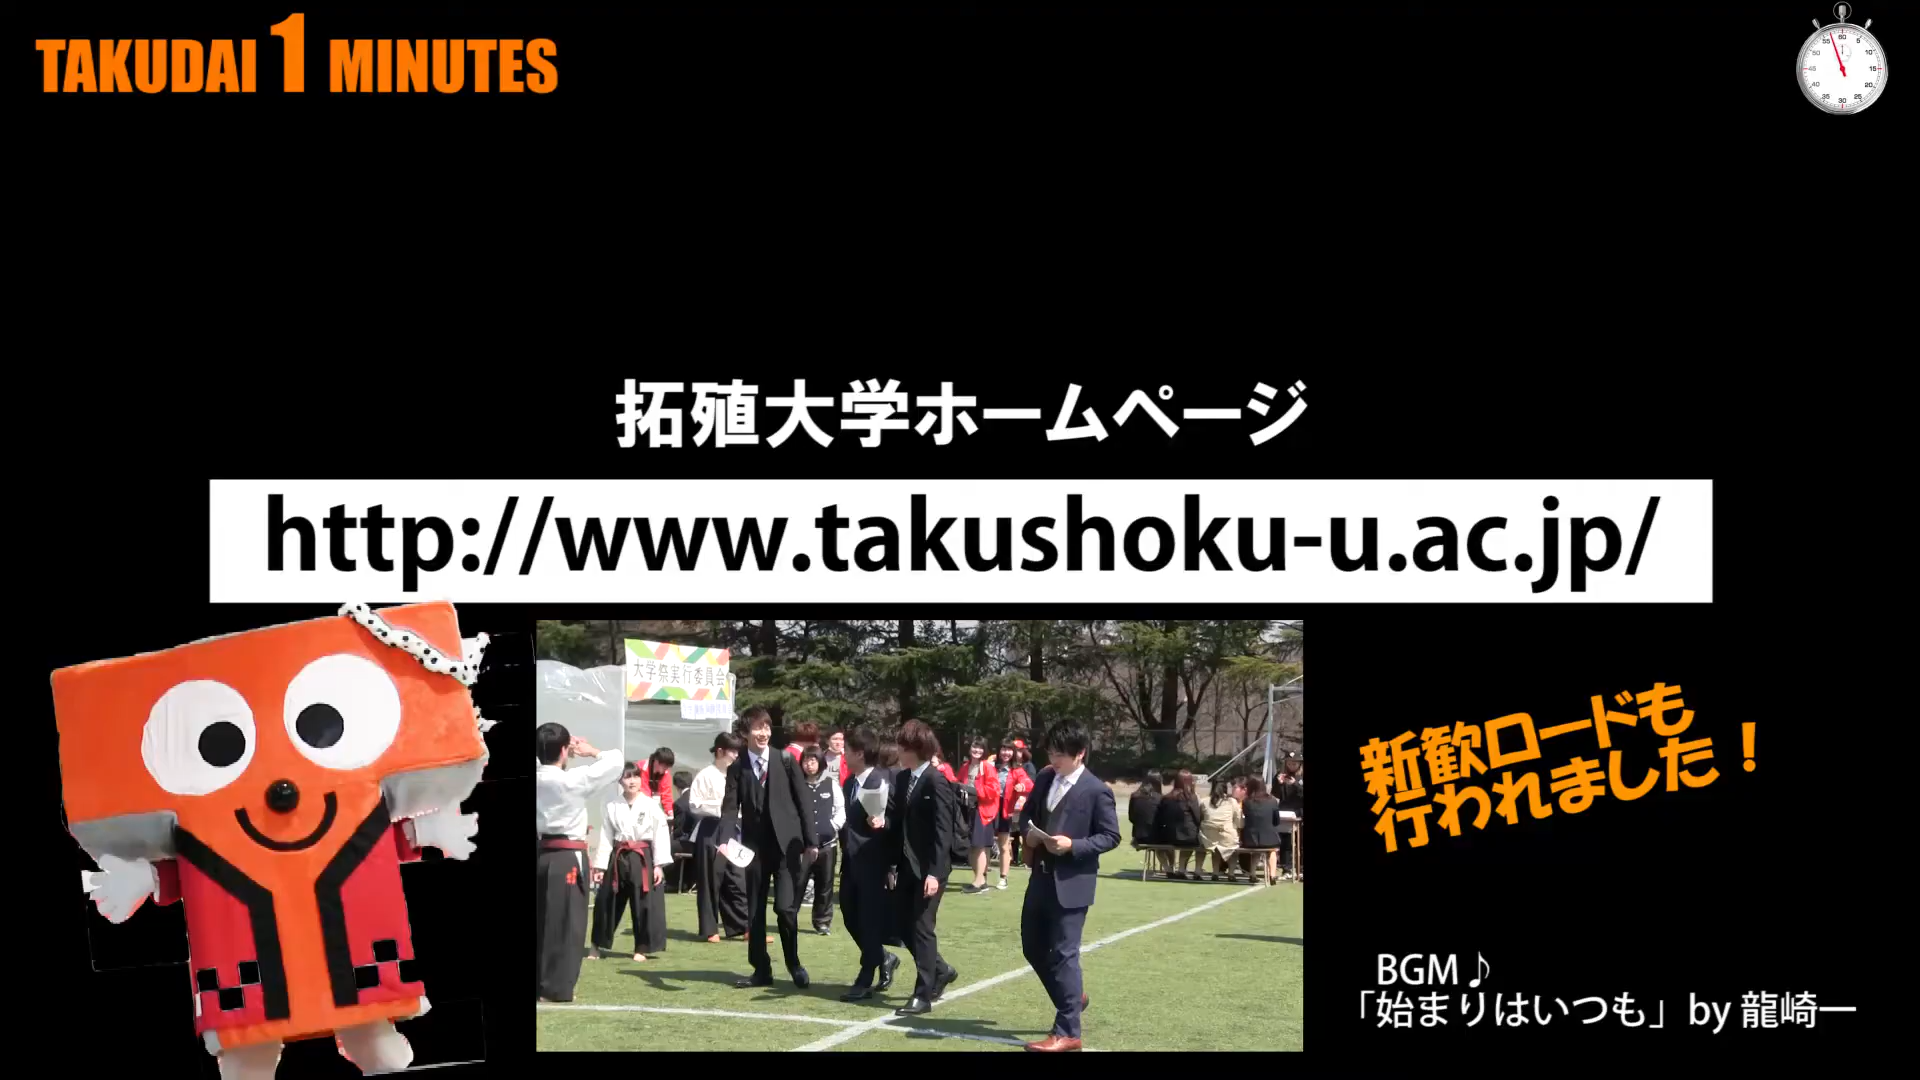 TAKUDAI 1 MINUTES
拓殖大学ホームページ
http://www.takushoku-u.ac.jp/
大学祭実行委員会
新歓ロードも
行われました！
BGM♪
「始まりはいつも」by 龍崎一